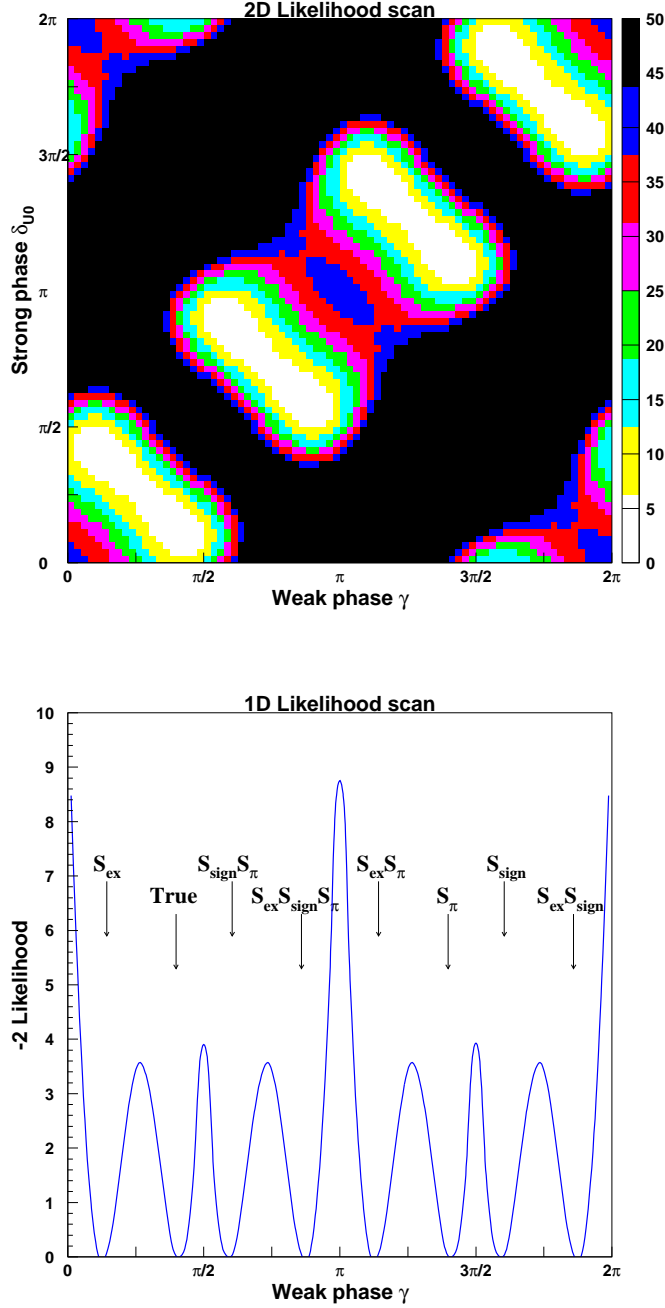 2D Likelihood scan
2π
3π/2
π
π/2
0
Strong phase δU0
0 π/2 π 3π/2 2π
Weak phase γ
50
45
40
35
30
25
20
15
10
5
0
1D Likelihood scan
10
9
8
7
6
5
4
3
2
1
0
-2 Likelihood
Sex
True
SsignSπ
SexSsignSπ
SexSπ
Sπ
Ssign
SexSsign
0 π/2 π 3π/2 2π
Weak phase γ